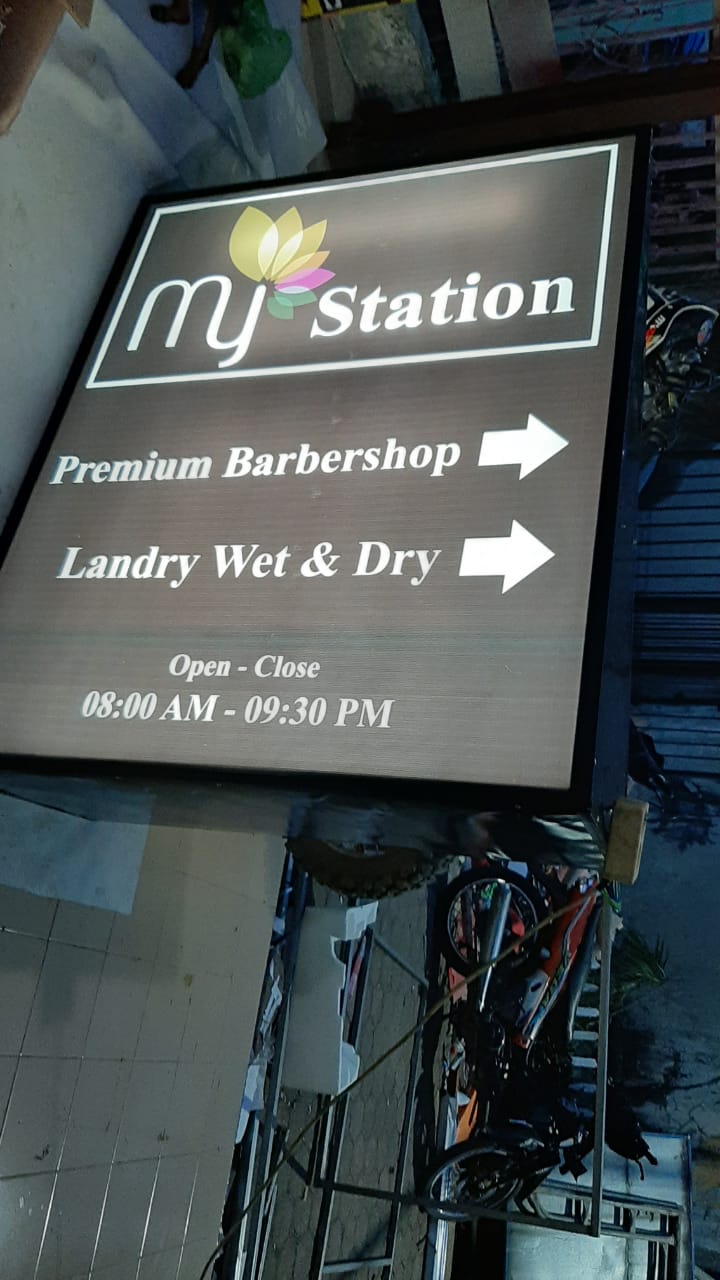 my Station
Premium Barbershop
Landry Wet & Dry
Open - Close
08:00 AM - 09:30 PM